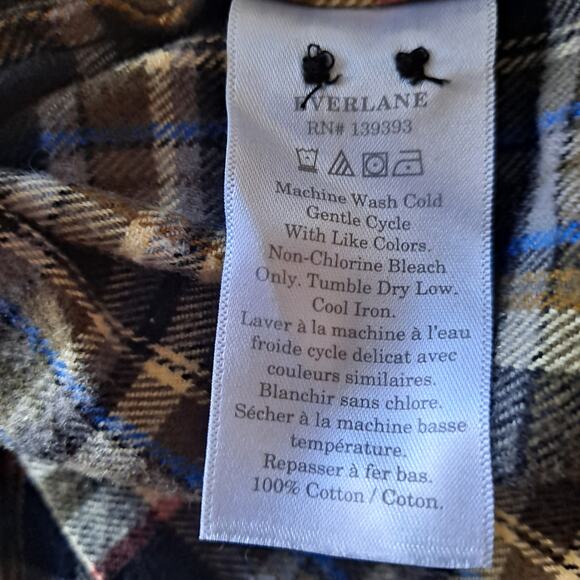 EVERLANE
RN# 139393
Machine Wash Cold
Gentle Cycle
With Like Colors.
Non-Chlorine Bleach
Only. Tumble Dry Low.
Cool Iron.
Laver à la machine à l'eau
froide cycle delicat avec
couleurs similaires.
Blanchir sans chlore.
Sécher à la machine basse
température.
Repasser à fer bas.
100% Cotton / Coton.